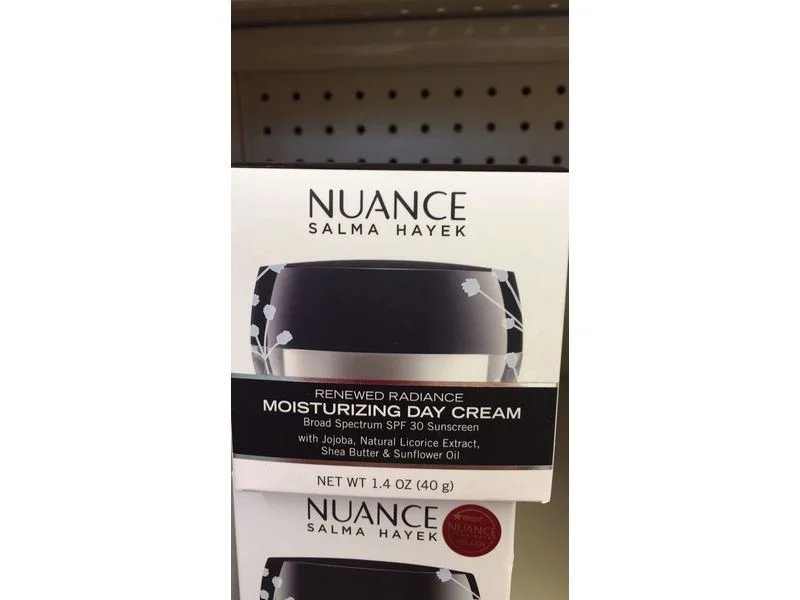 NUANCE
SALMA HAYEK
RENEWED RADIANCE
MOISTURIZING DAY CREAM
Broad Spectrum SPF 30 Sunscreen
with Jojoba, Natural Licorice Extract,
Shea Butter & Sunflower Oil
NET WT 1.4 OZ (40 g)
NUANCE
SALMA HAYEK
NUANCE